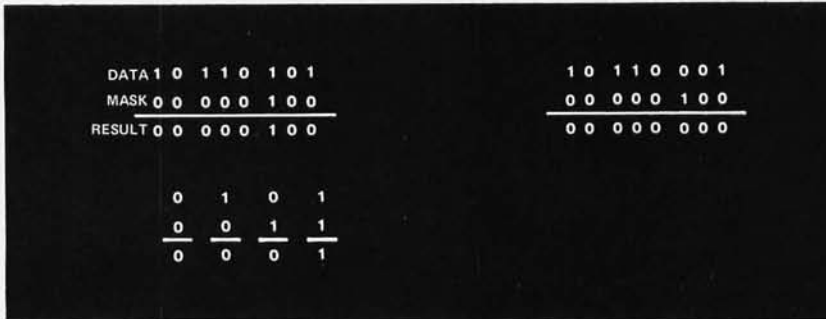 DATA 1 0 1 1 0 1 0 1
MASK 0 0 0 0 0 1 0 0
RESULT 0 0 0 0 0 1 0 0
1 0 1 1 0 0 0 1
0 0 0 0 0 1 0 0
0 0 0 0 0 0 0 0
0 1 0 1
0 0 1 1
0 0 0 1